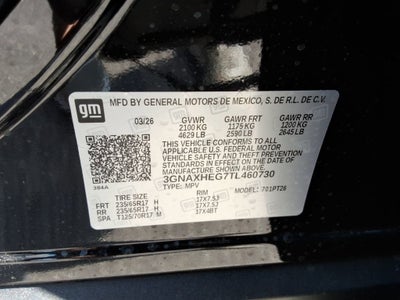 gm
MFD BY GENERAL MOTORS DE MEXICO, S. DE R.L. DE C.V.
03/26 GVWR GAWR FRT GAWR RR
2100 KG 1175 KG 1200 KG
4629 LB 2590 LB 2645 LB
THIS VEHICLE CONFORMS TO ALL
APPLICABLE U.S. FEDERAL MOTOR
VEHICLE SAFETY, BUMPER, AND
THEFT PREVENTION STANDARDS
IN EFFECT ON THE DATE OF
MANUFACTURE SHOWN ABOVE.
3GNAXHEG7TL460730
TYPE: MPV MODEL: 701PT26
394A
TIRE SIZE RIM
FRT 235/65R17 H 17X7.5J
RR 235/65R17 H 17X7.5J
SPA T125/70R17 M 17X4BT